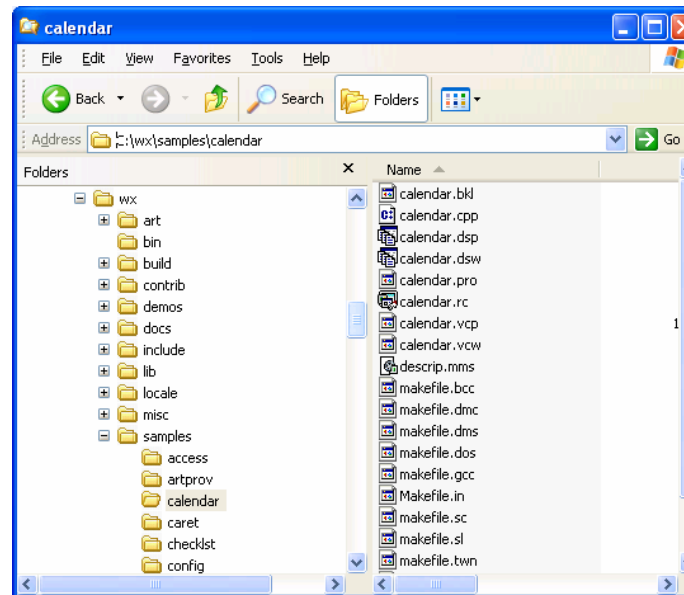 calendar
File Edit View Favorites Tools Help
Back Search Folders
Address :\wx\samples\calendar Go
Folders
Name
wx
art
bin
build
contrib
demos
docs
include
lib
locale
misc
samples
access
artprov
calendar
caret
checklst
config
calendar.bkl
calendar.cpp
calendar.dsp
calendar.dsw
calendar.pro
calendar.rc
calendar.vcp
1
calendar.vcw
descrip.mms
makefile.bcc
makefile.dmc
makefile.dms
makefile.dos
makefile.gcc
Makefile.in
makefile.sc
makefile.sl
makefile.twn